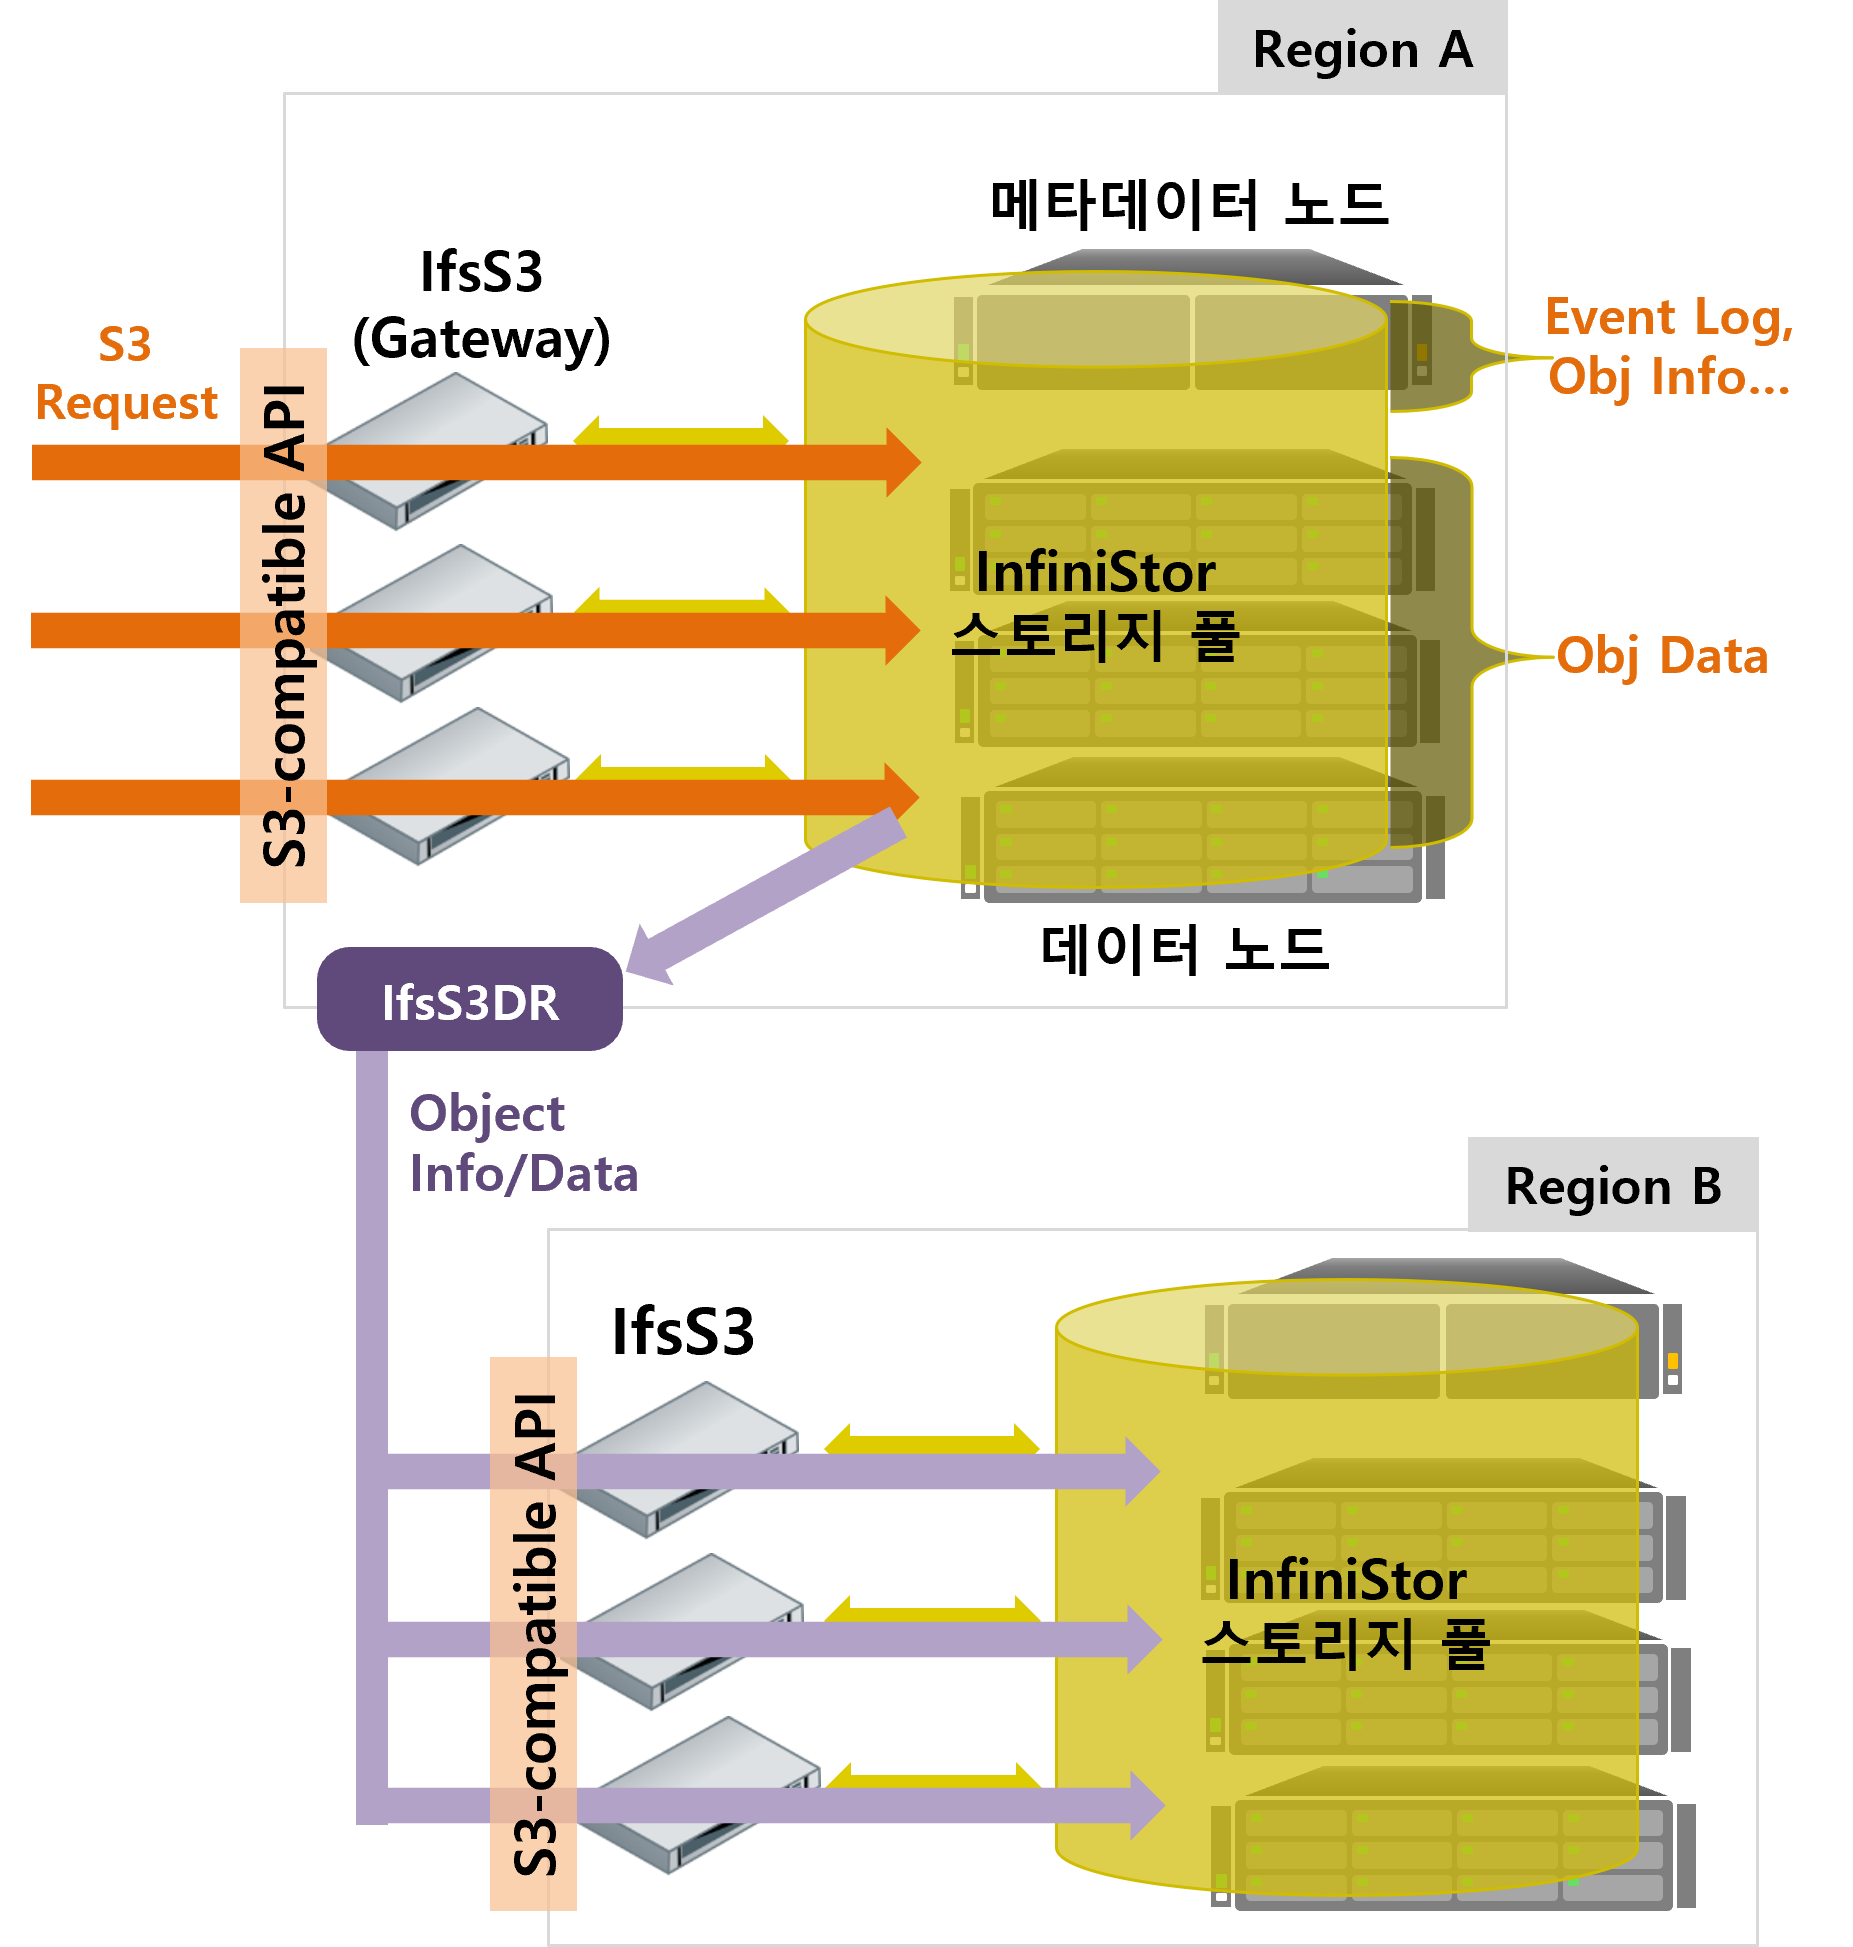 Region A
메타데이터 노드
IfsS3
(Gateway)
S3
Request
S3-compatible API
Event Log,
Obj Info...
InfiniStor
스토리지 풀
Obj Data
데이터 노드
IfsS3DR
Object
Info/Data
Region B
IfsS3
S3-compatible API
InfiniStor
스토리지 풀